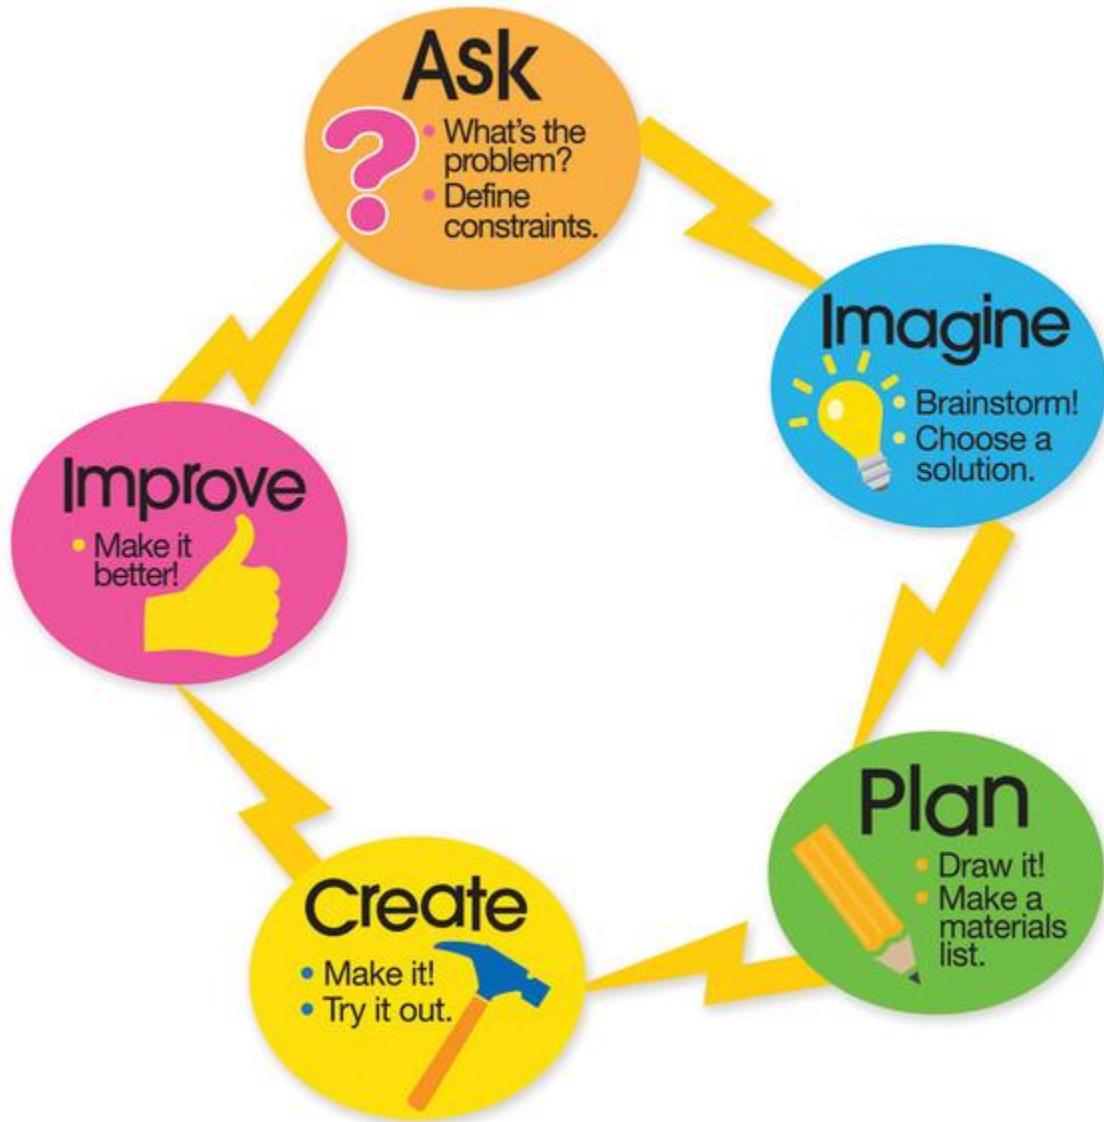 Ask
What's the
problem?
Define
constraints.
Imagine
Brainstorm!
Choose a
solution.
Plan
Draw it!
Make a
materials
list.
Create
Make it!
Try it out.
Improve
Make it
better!